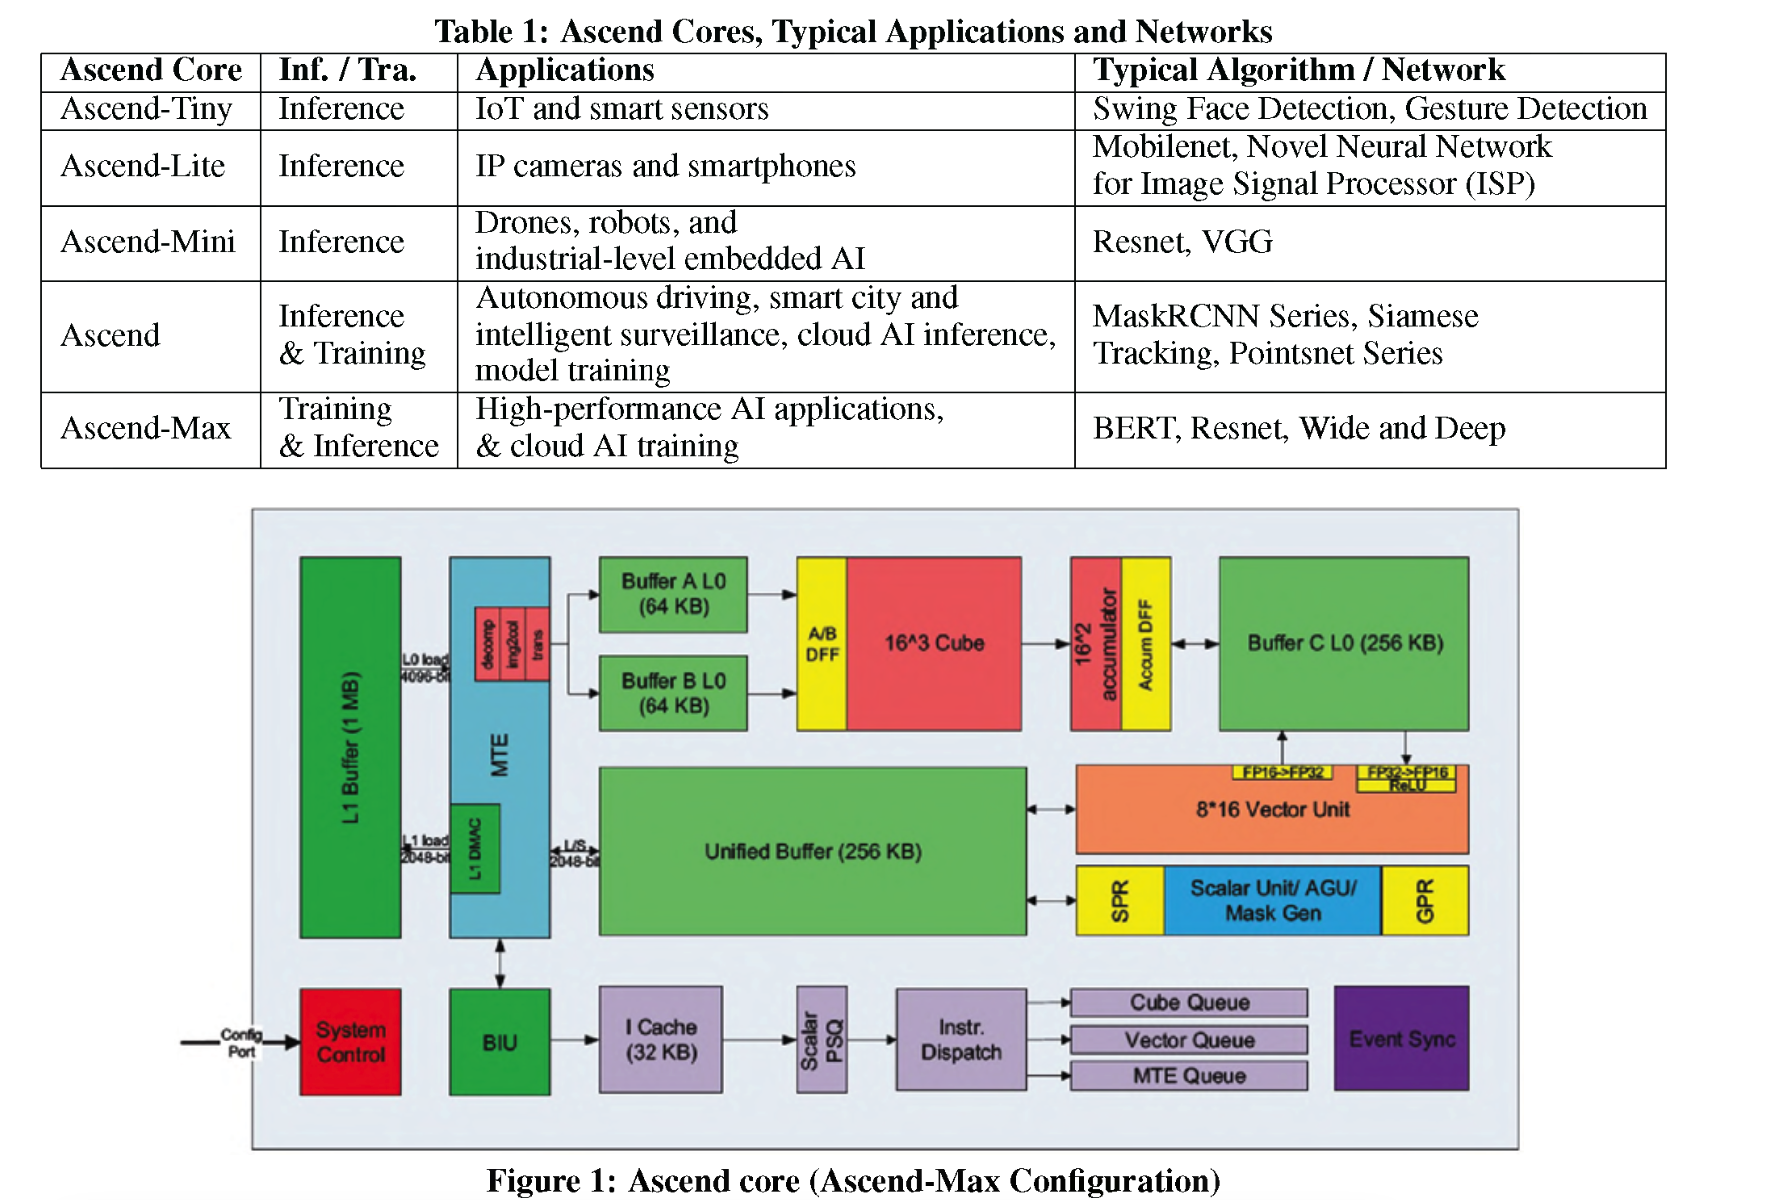 Table 1: Ascend Cores, Typical Applications and Networks
Ascend Core Inf. / Tra. Applications Typical Algorithm / Network
Ascend-Tiny Inference IoT and smart sensors Swing Face Detection, Gesture Detection
Ascend-Lite Inference IP cameras and smartphones Mobilenet, Novel Neural Network
for Image Signal Processor (ISP)
Ascend-Mini Inference Drones, robots, and
industrial-level embedded AI Resnet, VGG
Ascend Inference
& Training Autonomous driving, smart city and
intelligent surveillance, cloud AI inference,
model training MaskRCNN Series, Siamese
Tracking, Pointsnet Series
Ascend-Max Training
& Inference High-performance AI applications,
& cloud AI training BERT, Resnet, Wide and Deep
L1 Buffer (1 MB)
L0 load
4096-bit
L1 load
2048-bit
MTE
decomp
img2col
trans
L1 DMAC
L/S
2048-bit
Buffer A L0
(64 KB)
Buffer B L0
(64 KB)
A/B
DFF
16^3 Cube
16^2
accumulator
Accum DFF
Buffer C L0 (256 KB)
Unified Buffer (256 KB)
FP16->FP32
FP32->FP16
ReLU
8*16 Vector Unit
SPR
Scalar Unit/ AGU/
Mask Gen
GPR
Config
Port
System
Control
BIU
I Cache
(32 KB)
Scalar
PSQ
Instr.
Dispatch
Cube Queue
Vector Queue
MTE Queue
Event Sync
Figure 1: Ascend core (Ascend-Max Configuration)